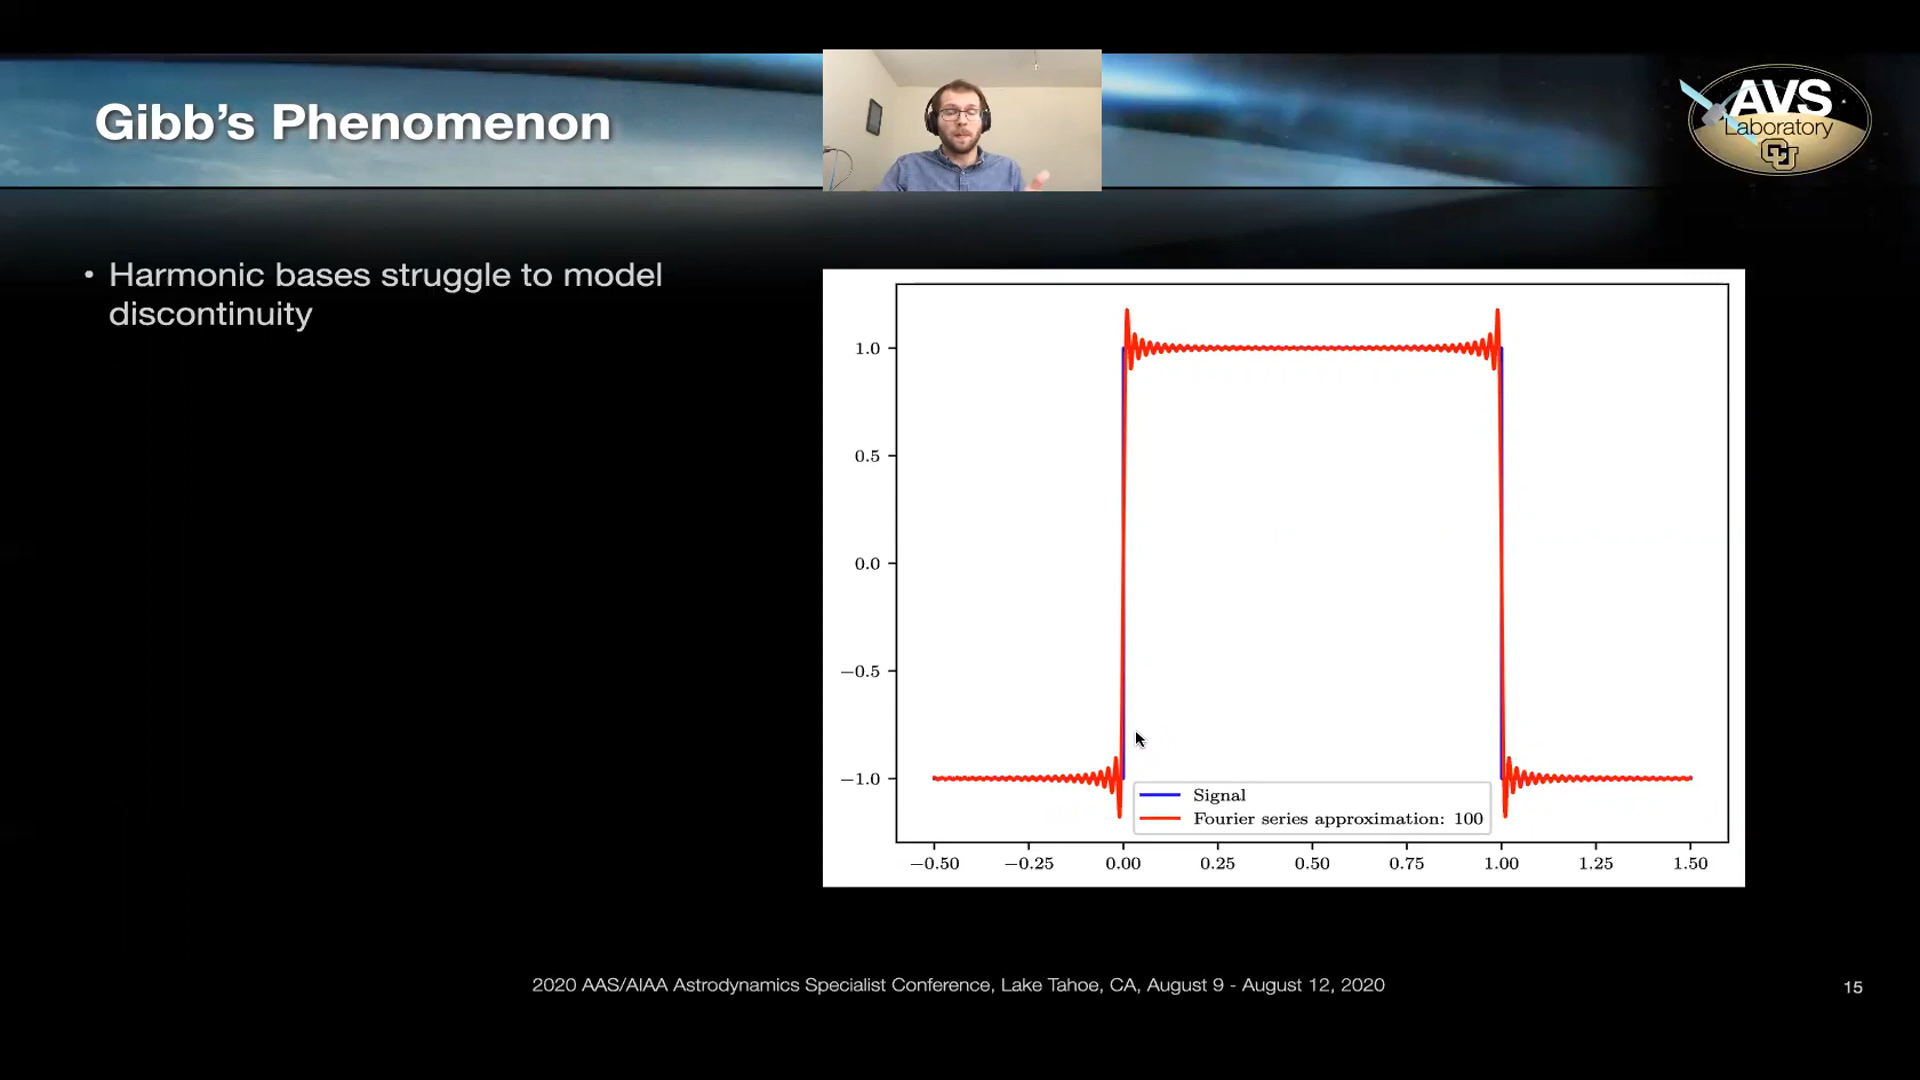 Gibb's Phenomenon
AVS
Laboratory
CU
• Harmonic bases struggle to model
discontinuity
1.0
0.5
0.0
−0.5
−1.0
Signal
Fourier series approximation: 100
−0.50 −0.25 0.00 0.25 0.50 0.75 1.00 1.25 1.50
2020 AAS/AIAA Astrodynamics Specialist Conference, Lake Tahoe, CA, August 9 - August 12, 2020
15